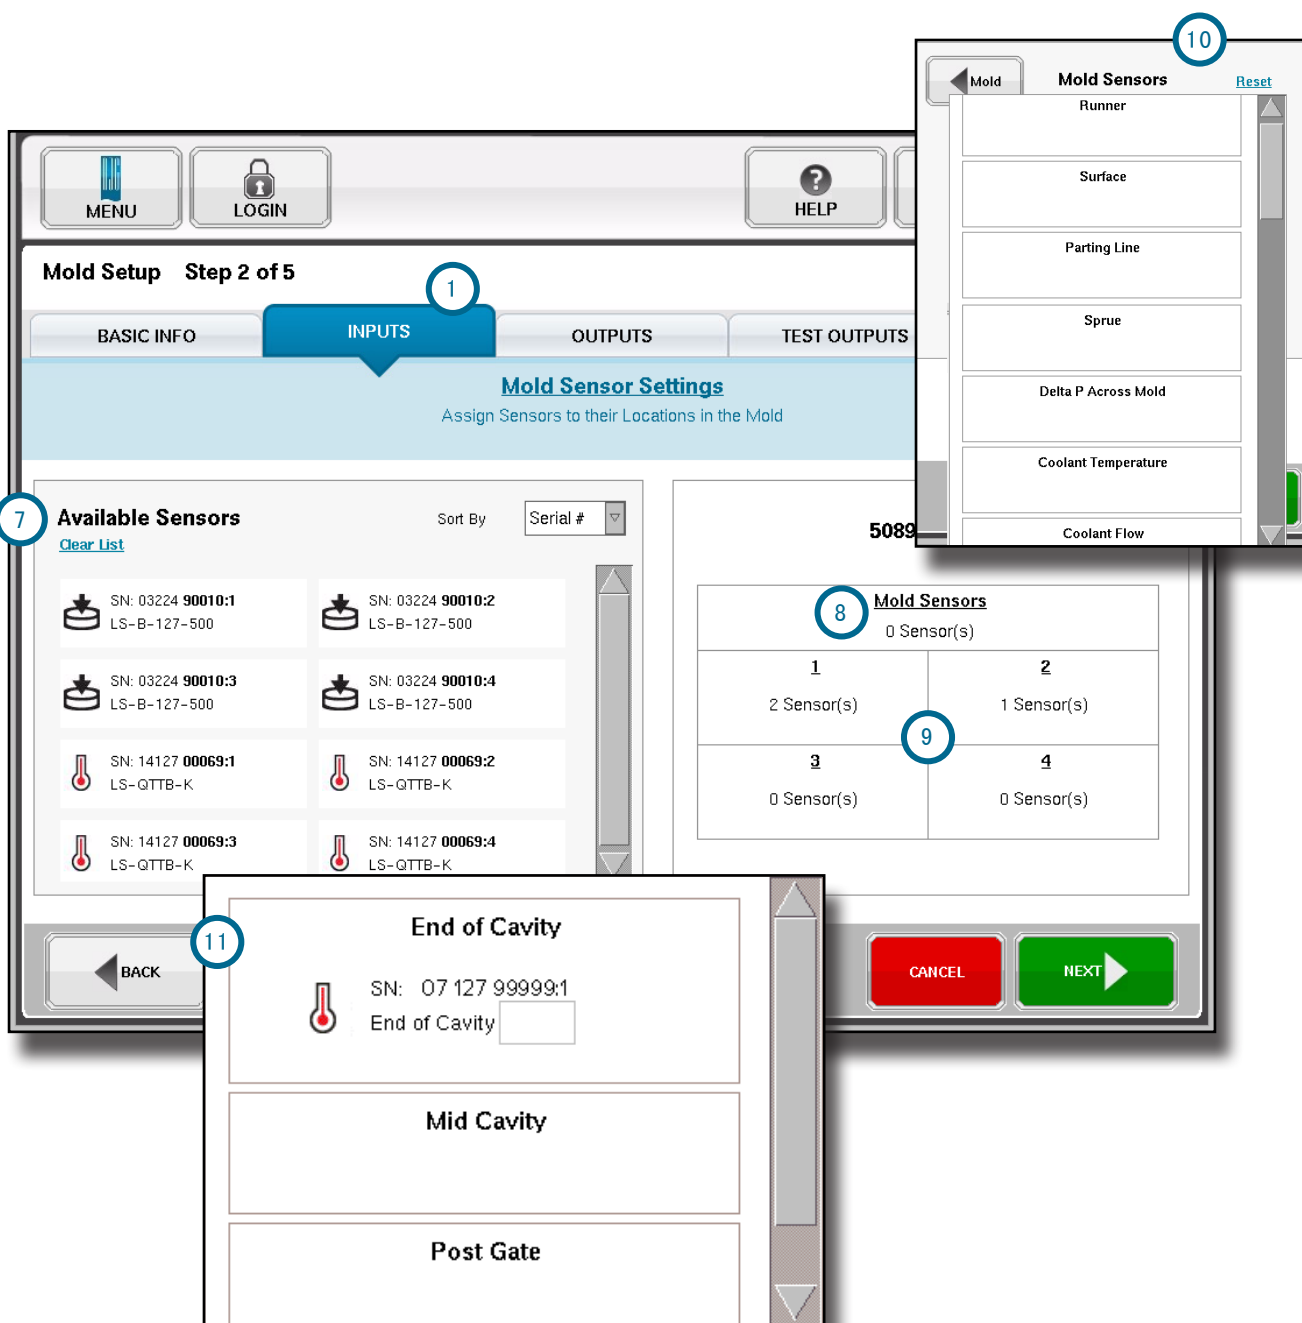 10
Mold
Mold Sensors
Reset
Runner
Surface
Parting Line
Sprue
Delta P Across Mold
Coolant Temperature
Coolant Flow
MENU
LOGIN
HELP
Mold Setup Step 2 of 5
1
BASIC INFO
INPUTS
OUTPUTS
TEST OUTPUTS
Mold Sensor Settings
Assign Sensors to their Locations in the Mold
7
Available Sensors
Clear List
Sort By
Serial #
SN: 03224 90010:1
LS-B-127-500
SN: 03224 90010:2
LS-B-127-500
SN: 03224 90010:3
LS-B-127-500
SN: 03224 90010:4
LS-B-127-500
SN: 14127 00069:1
LS-QTTB-K
SN: 14127 00069:2
LS-QTTB-K
SN: 14127 00069:3
LS-QTTB-K
SN: 14127 00069:4
LS-QTTB-K
5089
8
Mold Sensors
0 Sensor(s)
1
2 Sensor(s)
2
1 Sensor(s)
9
3
0 Sensor(s)
4
0 Sensor(s)
BACK
CANCEL
NEXT
11
End of Cavity
SN: 07 127 99999:1
End of Cavity
Mid Cavity
Post Gate